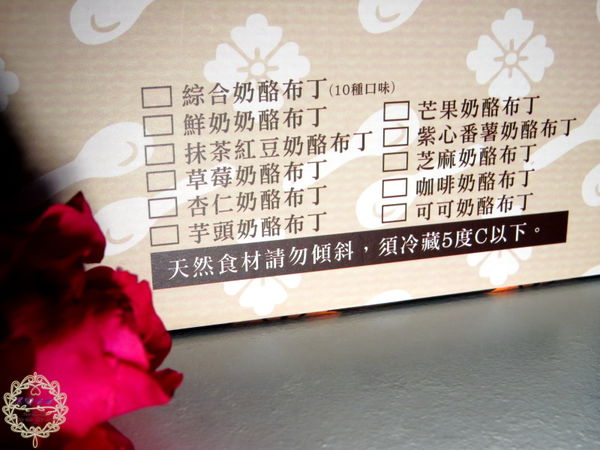 綜合奶酪布丁(10種口味)
鮮奶奶酪布丁
抹茶紅豆奶酪布丁
草莓奶酪布丁
杏仁奶酪布丁
芋頭奶酪布丁
芒果奶酪布丁
紫心番薯奶酪布丁
芝麻奶酪布丁
咖啡奶酪布丁
可可奶酪布丁
天然食材請勿傾斜，須冷藏5度C以下。